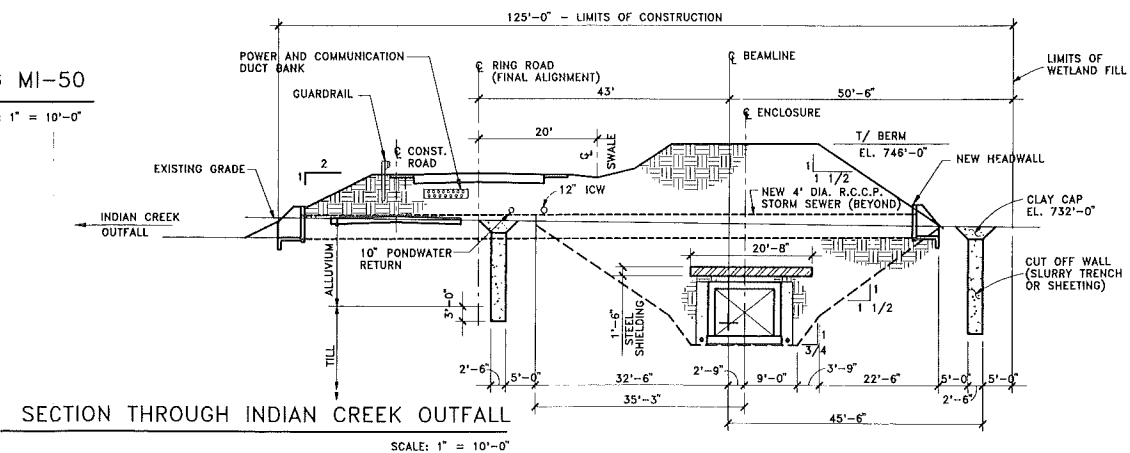 125'-0" - LIMITS OF CONSTRUCTION
MI-50
1" = 10'-0"
POWER AND COMMUNICATION
DUCT BANK
GUARDRAIL
℄ CONST.
ROAD
EXISTING GRADE
1
2
INDIAN CREEK
OUTFALL
℄ RING ROAD
(FINAL ALIGNMENT)
℄ BEAMLINE
LIMITS OF
WETLAND FILL
43'
50'-6"
℄ ENCLOSURE
20'
℄
SWALE
T/ BERM
EL. 746'-0"
1
1 1/2
NEW HEADWALL
12" ICW
NEW 4' DIA. R.C.C.P.
STORM SEWER (BEYOND)
CLAY CAP
EL. 732'-0"
10" PONDWATER
RETURN
20'-8"
CUT OFF WALL
(SLURRY TRENCH
OR SHEETING)
ALLUVIUM
3'-0"
TILL
1'-6"
STEEL
SHIELDING
1
1 1/2
1
3/4
2'-6"
5'-0"
32'-6"
2'-9"
9'-0"
3'-9"
22'-6"
5'-0"
2'-6"
5'-0"
35'-3"
45'-6"
SECTION THROUGH INDIAN CREEK OUTFALL
SCALE: 1" = 10'-0"